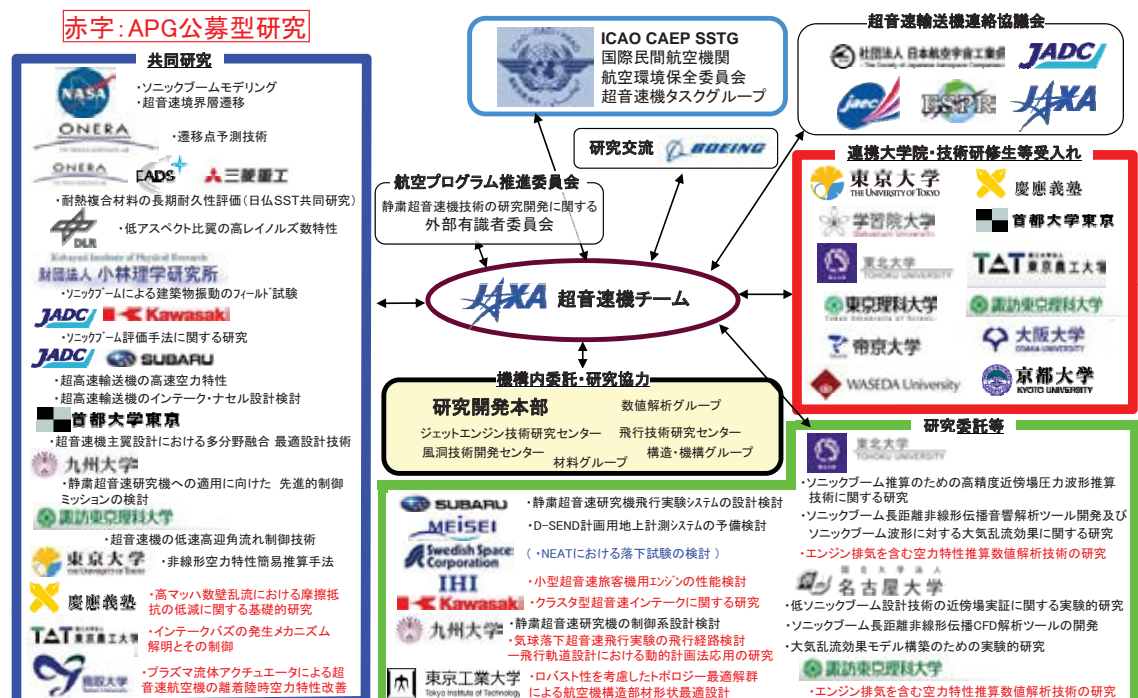 赤字：APG公募型研究
共同研究
NASA
・ソニックブームモデリング
・超音速境界層遷移
ONERA
・遷移点予測技術
ONERA EADS 三菱重工
・耐熱複合材料の長期耐久性評価(日仏SST共同研究)
DLR
・低アスペクト比翼の高レイノルズ数特性
Kobayasi Institute of Physical Research
財団法人 小林理学研究所
・ソニックブームによる建築物振動のフィールド試験
JADC Kawasaki
・ソニックブーム評価手法に関する研究
JADC SUBARU
・超高速輸送機の高速空力特性
・超高速輸送機のインテーク・ナセル設計検討
首都大学東京
・超音速機主翼設計における多分野融合 最適設計技術
九州大学
・静粛超音速研究機への適用に向けた 先進的制御
ミッションの検討
諏訪東京理科大学
・超音速機の低速高迎角流れ制御技術
東京大学
THE UNIVERSITY OF TOKYO
・非線形空力特性簡易推算手法
慶應義塾
・高マッハ数壁乱流における摩擦抵
抗の低減に関する基礎的研究
TAT 東京農工大学
・インテークバズの発生メカニズム
解明とその制御
鳥取大学
・プラズマ流体アクチュエータによる超
音速航空機の離着陸時空力特性改善
ICAO CAEP SSTG
国際民間航空機関
航空環境保全委員会
超音速機タスクグループ
研究交流 BOEING
航空プログラム推進委員会
静粛超音速機技術の研究開発に関する
外部有識者委員会
JAXA 超音速機チーム
機構内委託・研究協力
研究開発本部 数値解析グループ
ジェットエンジン技術研究センター 飛行技術研究センター
風洞技術開発センター 材料グループ 構造・機構グループ
超音速輸送機連絡協議会
社団法人 日本航空宇宙工業会
The Society of Japanese Aerospace Companies
JADC
jaec ESPR JAXA
連携大学院・技術研修生等受入れ
東京大学
THE UNIVERSITY OF TOKYO
慶應義塾
学習院大学
首都大学東京
東北大学
TOHOKU UNIVERSITY
TAT 東京農工大学
東京理科大学
諏訪東京理科大学
帝京大学
大阪大学
OSAKA UNIVERSITY
WASEDA University
京都大学
KYOTO UNIVERSITY
研究委託等
SUBARU
・静粛超音速研究機飛行実験システムの設計検討
MEISEI
・D-SEND計画用地上計測システムの予備検討
Swedish Space
Corporation
(・NEATにおける落下試験の検討)
IHI
・小型超音速旅客機用エンジンの性能検討
Kawasaki
・クラスタ型超音速インテークに関する研究
九州大学
・静粛超音速研究機の制御系設計検討
・気球落下超音速飛行実験の飛行経路検討
―飛行軌道設計における動的計画法応用の研究
東京工業大学
Tokyo Institute of Technology
・ロバスト性を考慮したトポロジー最適解群
による航空機構造部材形状最適設計
東北大学
TOHOKU UNIVERSITY
・ソニックブーム推算のための高精度近傍場圧力波形推算
技術に関する研究
・ソニックブーム長距離非線形伝播音響解析ツール開発及び
ソニックブーム波形に対する大気乱流効果に関する研究
・エンジン排気を含む空力特性推算数値解析技術の研究
国立大学法人
名古屋大学
・低ソニックブーム設計技術の近傍場実証に関する実験的研究
・ソニックブーム長距離非線形伝播CFD解析ツールの開発
・大気乱流効果モデル構築のための実験的研究
諏訪東京理科大学
・エンジン排気を含む空力特性推算数値解析技術の研究